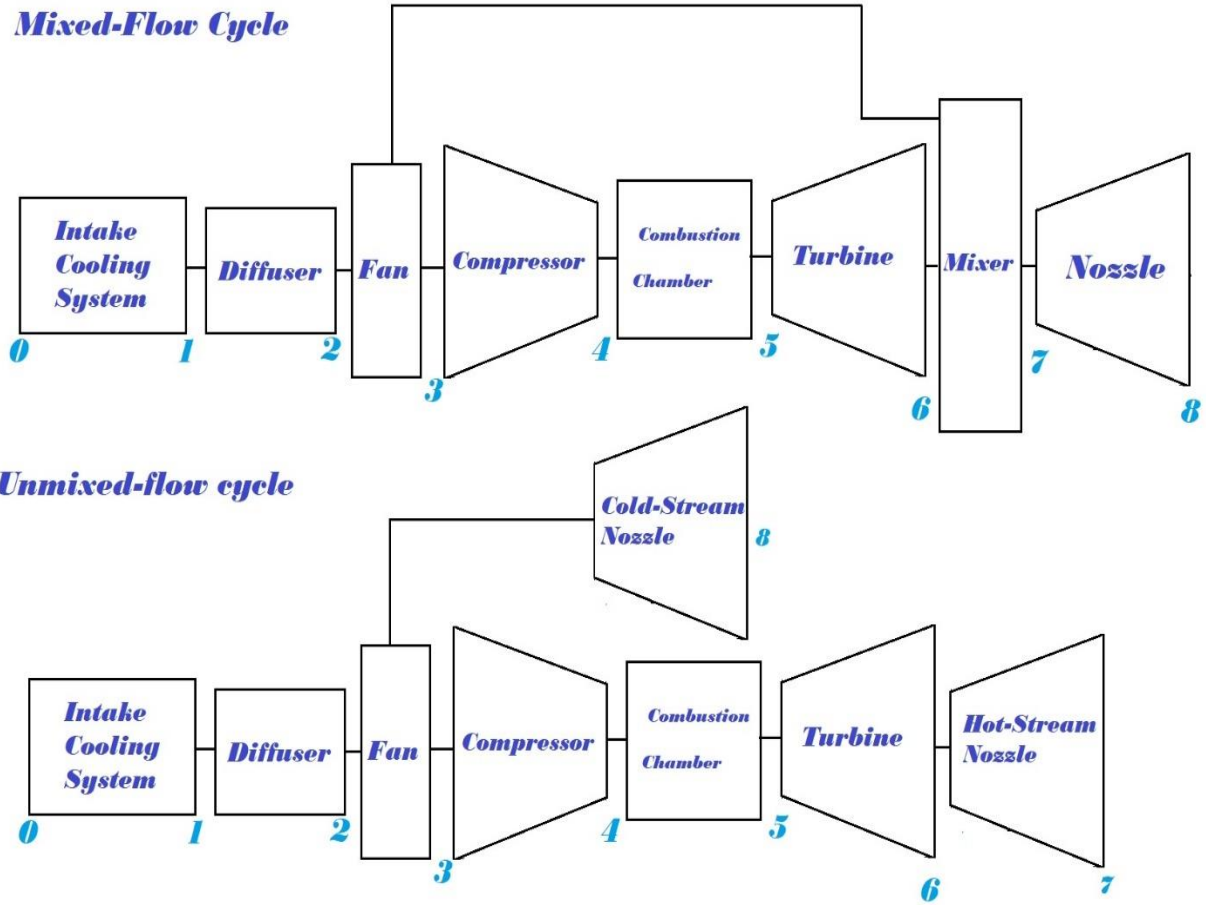 Mixed-Flow Cycle
Intake
Cooling
System
Diffuser
Fan
Compressor
Combustion
Chamber
Turbine
Mixer
Nozzle
0
1
2
3
4
5
6
7
8
Unmixed-flow cycle
Cold-Stream
Nozzle
8
Intake
Cooling
System
Diffuser
Fan
Compressor
Combustion
Chamber
Turbine
Hot-Stream
Nozzle
0
1
2
3
4
5
6
7